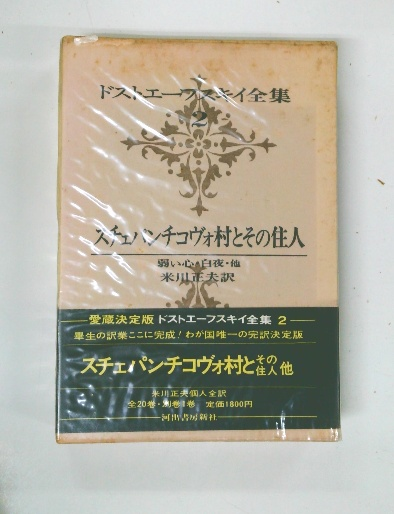 ドストエーフスキイ全集
2
スチェパンチコヴォ村とその住人
弱い心・白夜・他
米川正夫訳
愛蔵決定版 ドストエーフスキイ全集 2
畢生の訳業ここに完成！わが国唯一の完訳決定版
スチェパンチコヴォ村とその住人 他
米川正夫個人全訳
全20巻・別巻1巻 定価1800円
河出書房新社